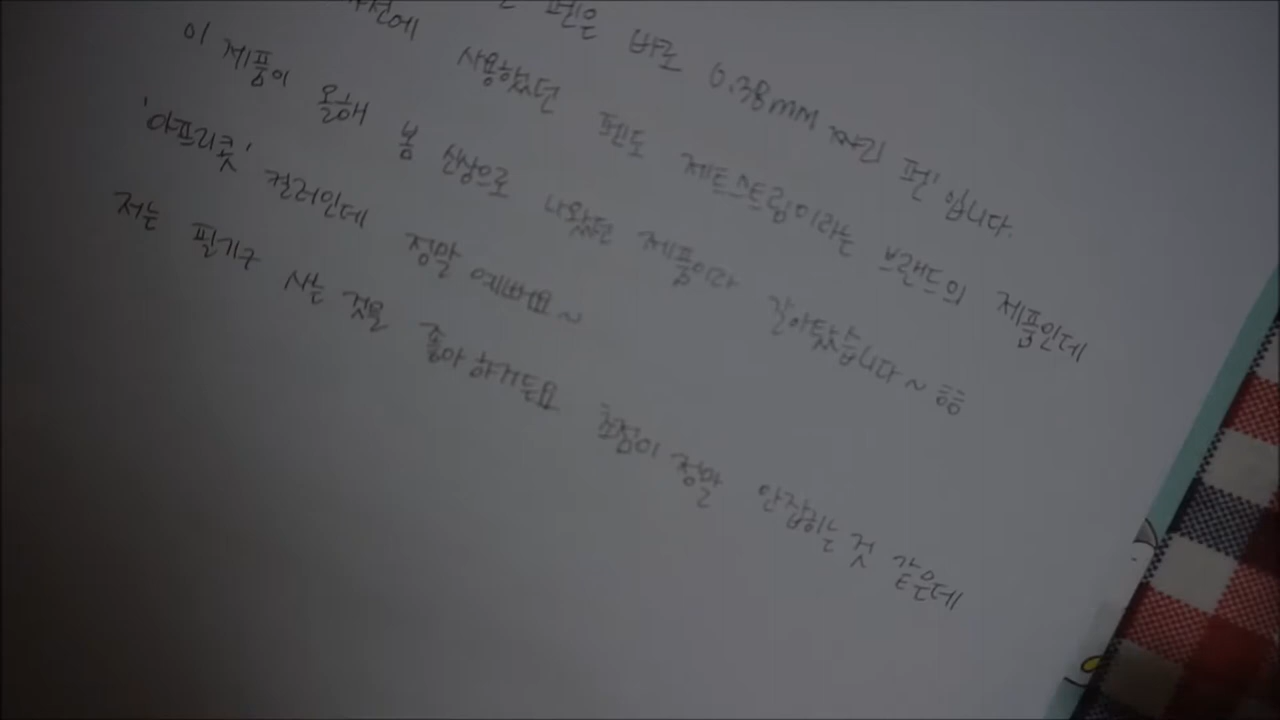 펜은 바로 0.38mm 짜리 펜' 입니다.
사용했던 펜도 제트스트림이라는 브랜드의 제품인데
이 제품이 올해 봄 신상으로 나왔던 제품이라 갈아탔습니다~ ㅎㅎ
'아프리콧' 컬러인데 정말 예뻐요~
저는 필기구 사는 것을 좋아하거든요 초점이 정말 안잡히는 것 같은데